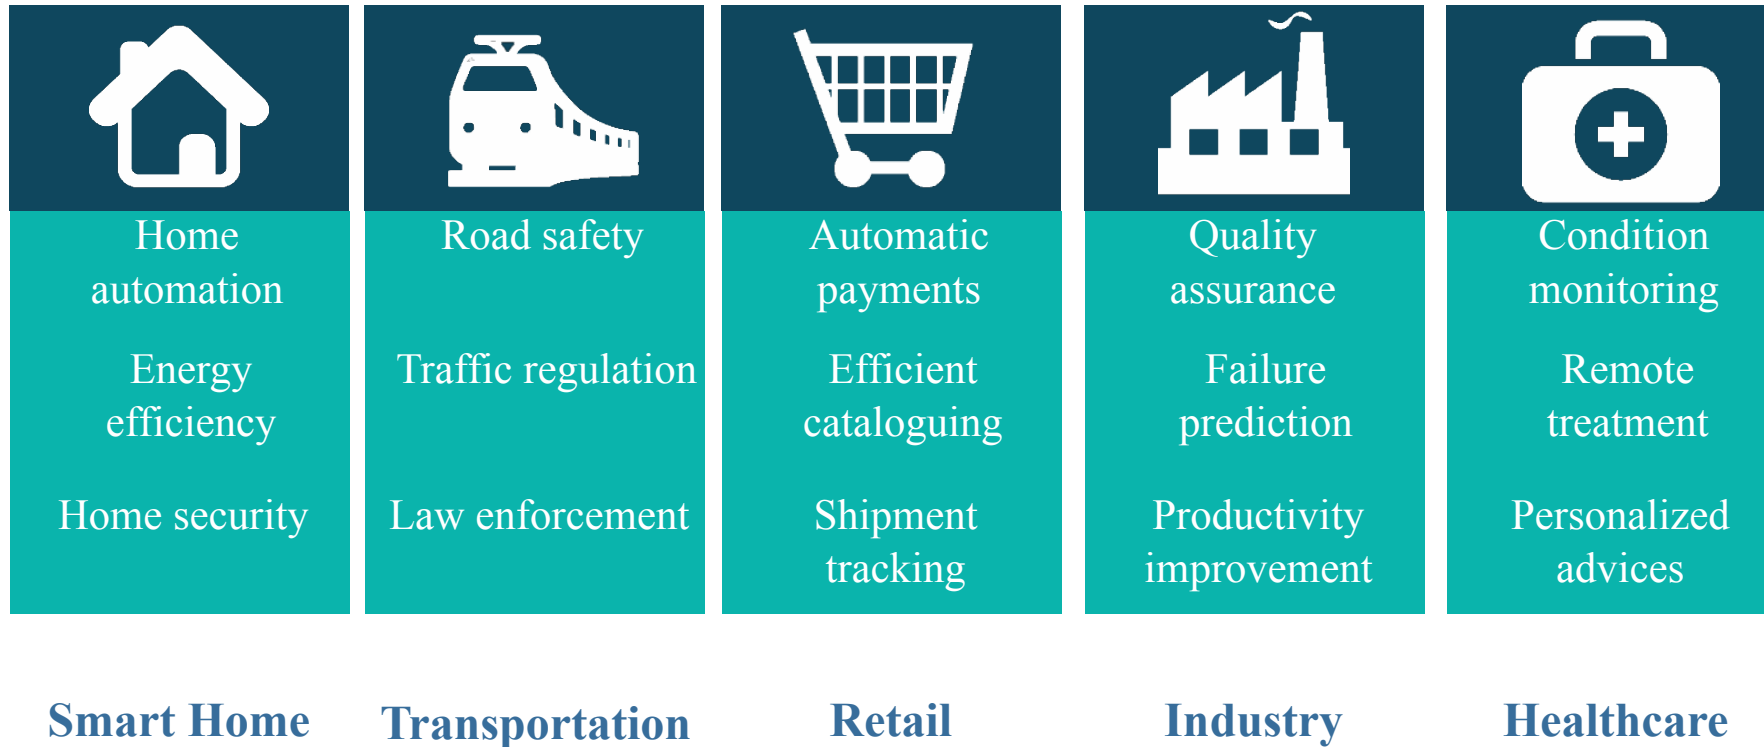 Home
automation
Energy
efficiency
Home security
Smart Home
Road safety
Traffic regulation
Law enforcement
Transportation
Automatic
payments
Efficient
cataloguing
Shipment
tracking
Retail
Quality
assurance
Failure
prediction
Productivity
improvement
Industry
Condition
monitoring
Remote
treatment
Personalized
advices
Healthcare